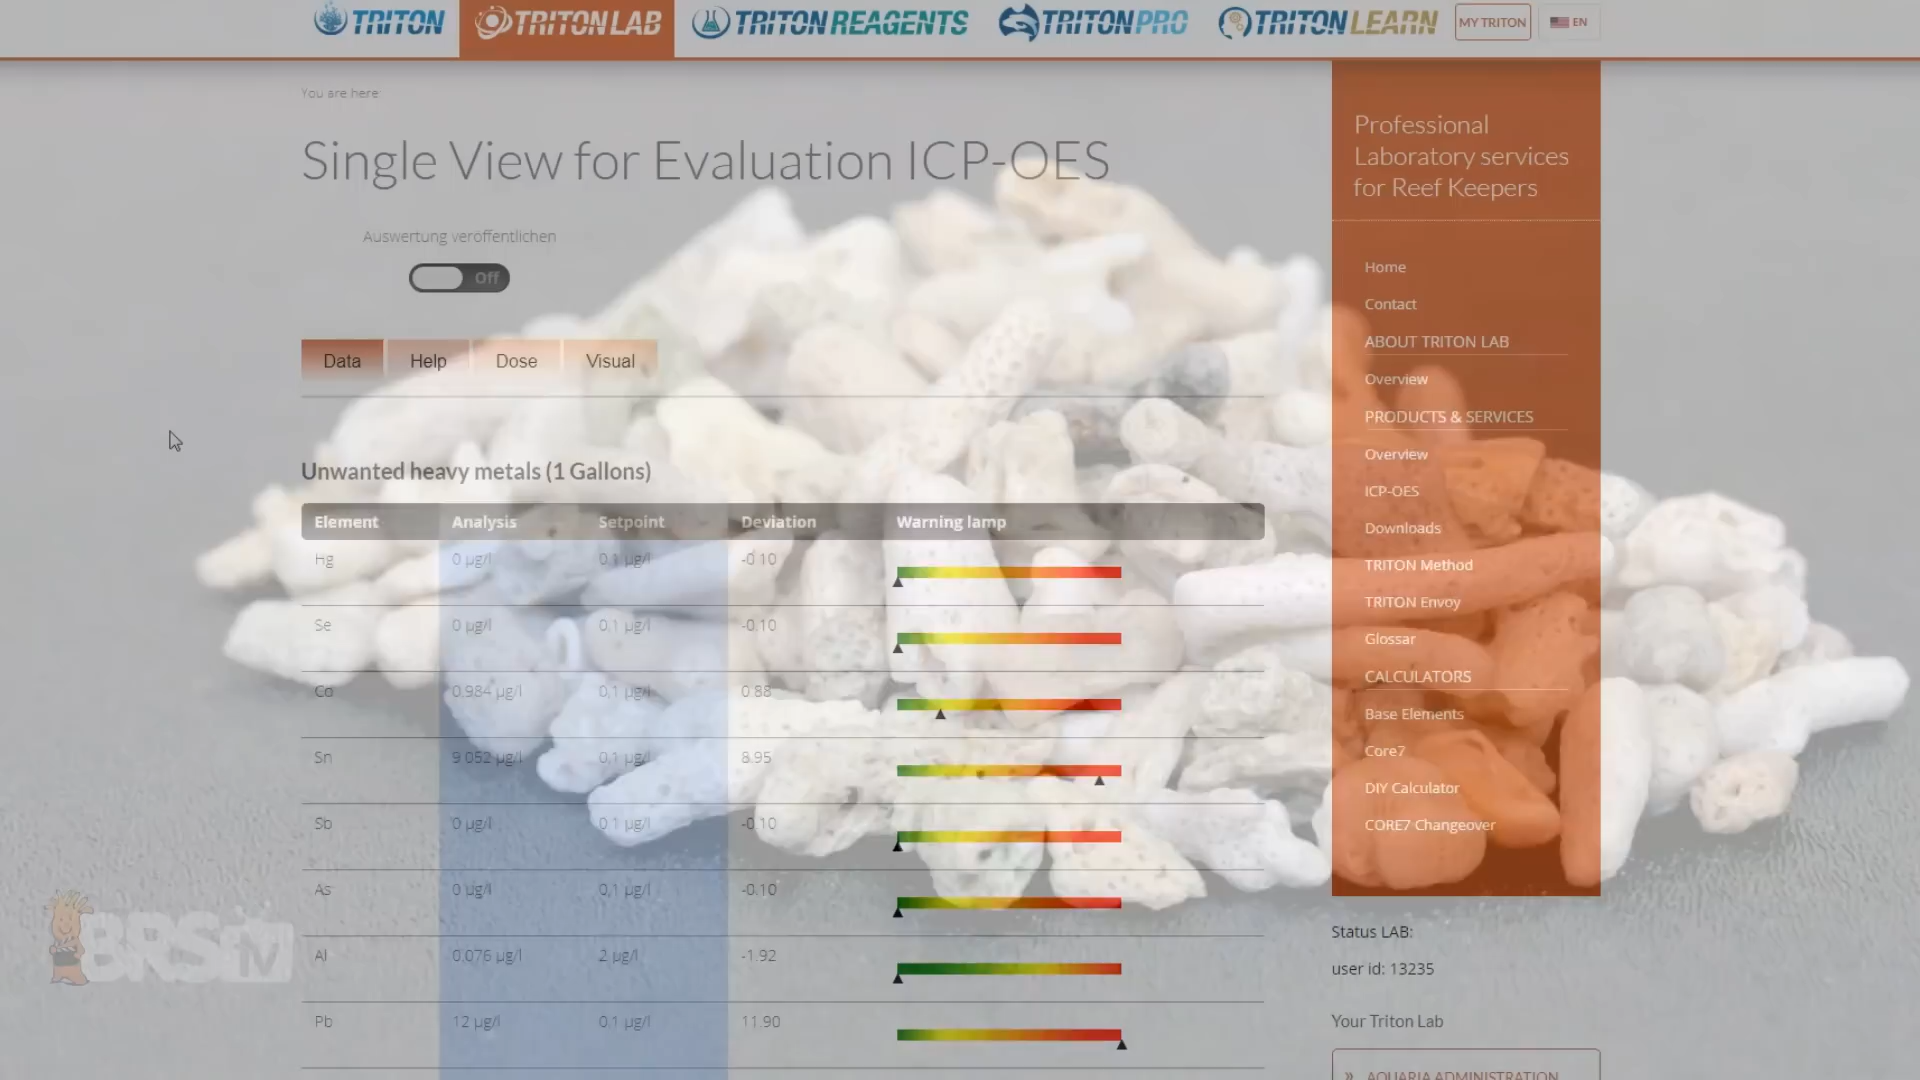 TRITON TRITON LAB TRITON REAGENTS TRITON PRO TRITON LEARN MY TRITON EN
You are here:
Single View for Evaluation ICP-OES
Auswertung veröffentlichen
Off
Data Help Dose Visual
Unwanted heavy metals (1 Gallons)
Element Analysis Setpoint Deviation Warning lamp
Hg 0 µg/l 0.1 µg/l -0.10
Se 0 µg/l 0.1 µg/l -0.10
Cd 0.984 µg/l 0.1 µg/l 0.88
Sn 9.052 µg/l 0.1 µg/l 8.95
Sb 0 µg/l 0.1 µg/l -0.10
As 0 µg/l 0.1 µg/l -0.10
Al 0.076 µg/l 2 µg/l -1.92
Pb 12 µg/l 0.1 µg/l 11.90
Professional
Laboratory services
for Reef Keepers
Home
Contact
ABOUT TRITON LAB
Overview
PRODUCTS & SERVICES
Overview
ICP-OES
Downloads
TRITON Method
TRITON Envoy
Glossar
CALCULATORS
Base Elements
Core7
DIY Calculator
CORE7 Changeover
Status LAB:
user id: 13235
Your Triton Lab
» AQUARIA ADMINISTRATION
BRStv